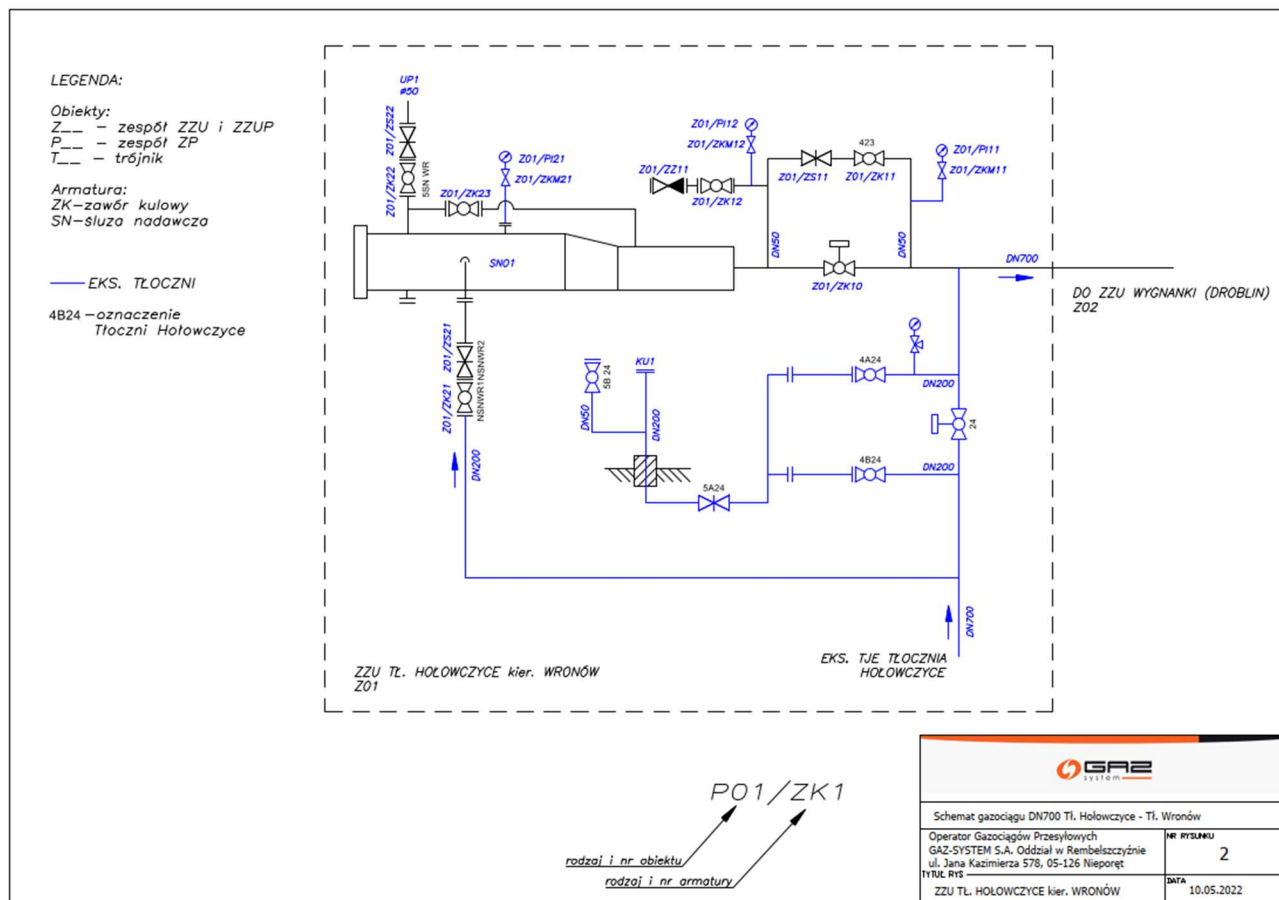 LEGENDA:
Obiekty:
Z__ – zespół ZZU i ZZUP
P__ – zespół ZP
T__ – trójnik
Armatura:
ZK–zawór kulowy
SN–śluza nadawcza
EKS. TŁOCZNI
4B24 – oznaczenie
Tłoczni Hołowczyce
UP1
ø50
Z01/ZS22
Z01/ZK22
5SN WR
Z01/ZK23
Z01/PI21
Z01/ZKM21
SN01
Z01/ZS21
Z01/ZK21
NSNWR2
NSNWR1
DN200
Z01/PI12
Z01/ZKM12
Z01/ZZ11
Z01/ZK12
423
Z01/ZS11
Z01/ZK11
Z01/PI11
Z01/ZKM11
DN50
DN50
Z01/ZK10
DN700
DO ZZU WYGNANKI (DROBLIN)
Z02
5B 24
KU1
DN50
DN200
4A24
DN200
24
4B24
DN200
5A24
DN700
EKS. TJE TŁOCZNIA
HOŁOWCZYCE
ZZU TŁ. HOŁOWCZYCE kier. WRONÓW
Z01
P01/ZK1
rodzaj i nr obiektu
rodzaj i nr armatury
GAZ
system
Schemat gazociągu DN700 Tł. Hołowczyce - Tł. Wronów
Operator Gazociągów Przesyłowych
GAZ-SYSTEM S.A. Oddział w Rembelszczyźnie
ul. Jana Kazimierza 578, 05-126 Nieporęt
NR RYSUNKU
2
TYTUŁ RYS
ZZU TŁ. HOŁOWCZYCE kier. WRONÓW
DATA
10.05.2022